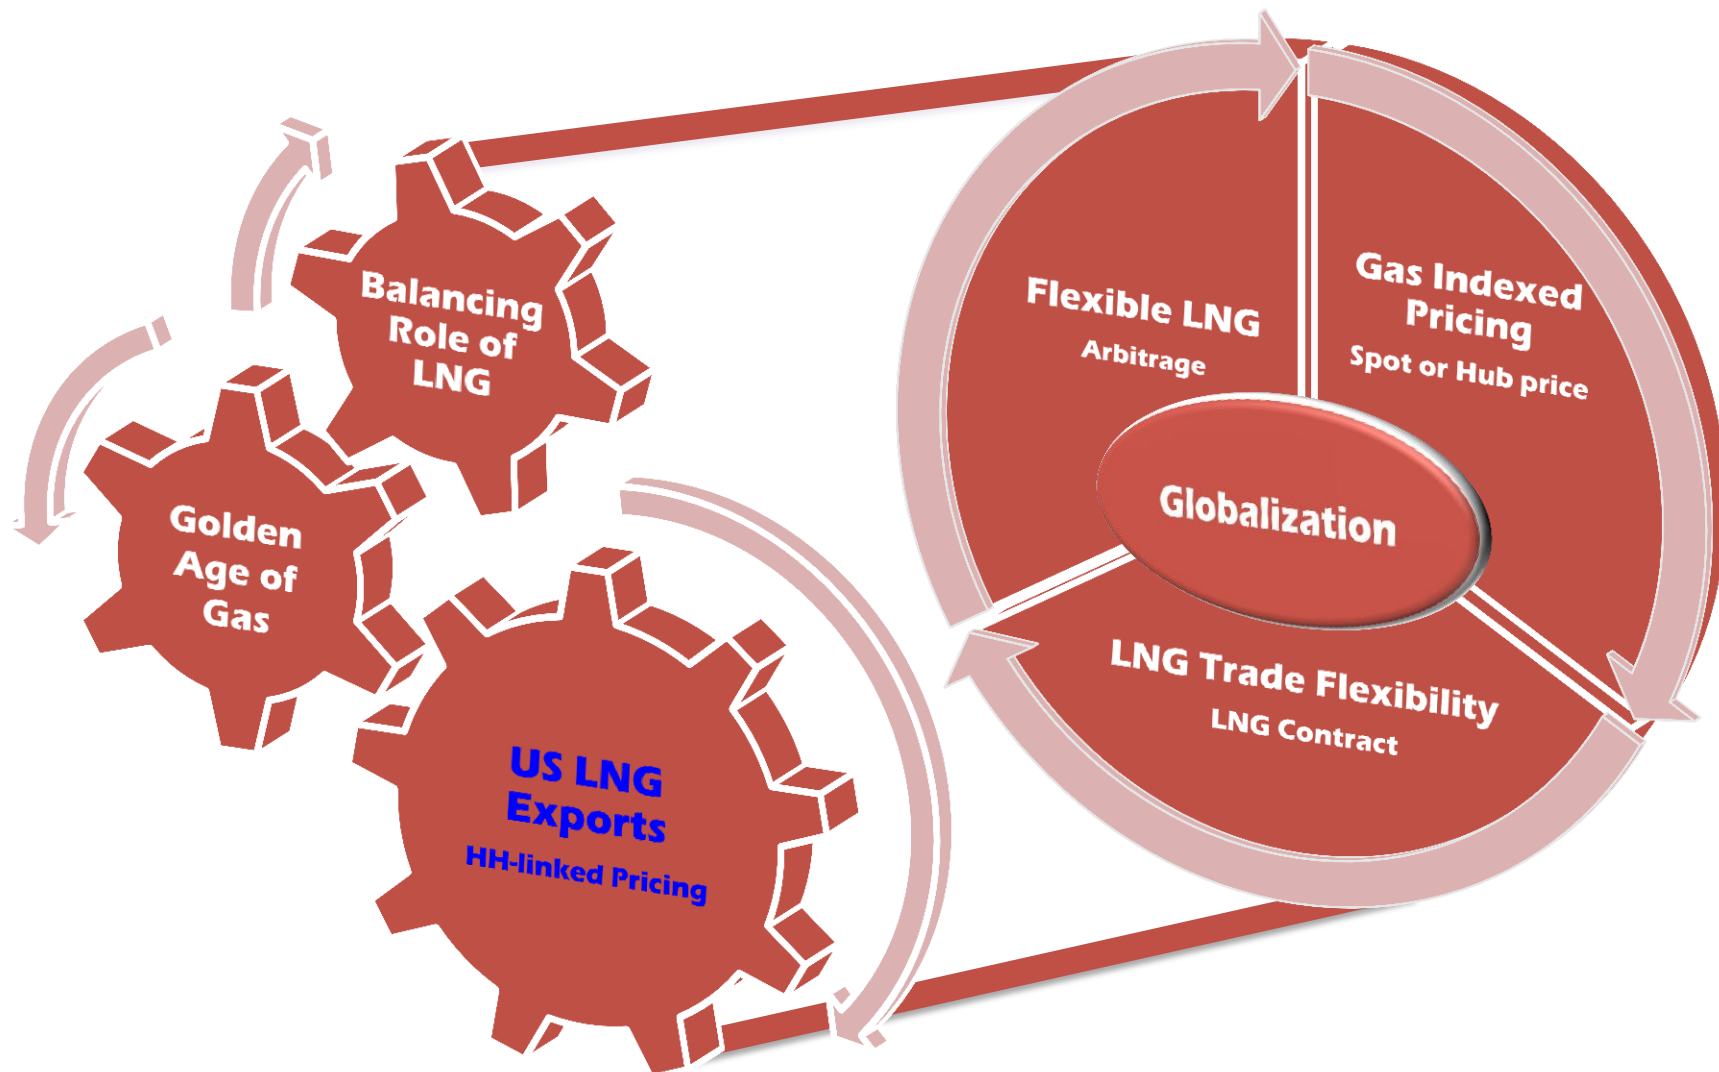 Balancing
Role of
LNG
Golden
Age of
Gas
US LNG
Exports
HH-linked Pricing
Flexible LNG
Arbitrage
Gas Indexed
Pricing
Spot or Hub price
Globalization
LNG Trade Flexibility
LNG Contract